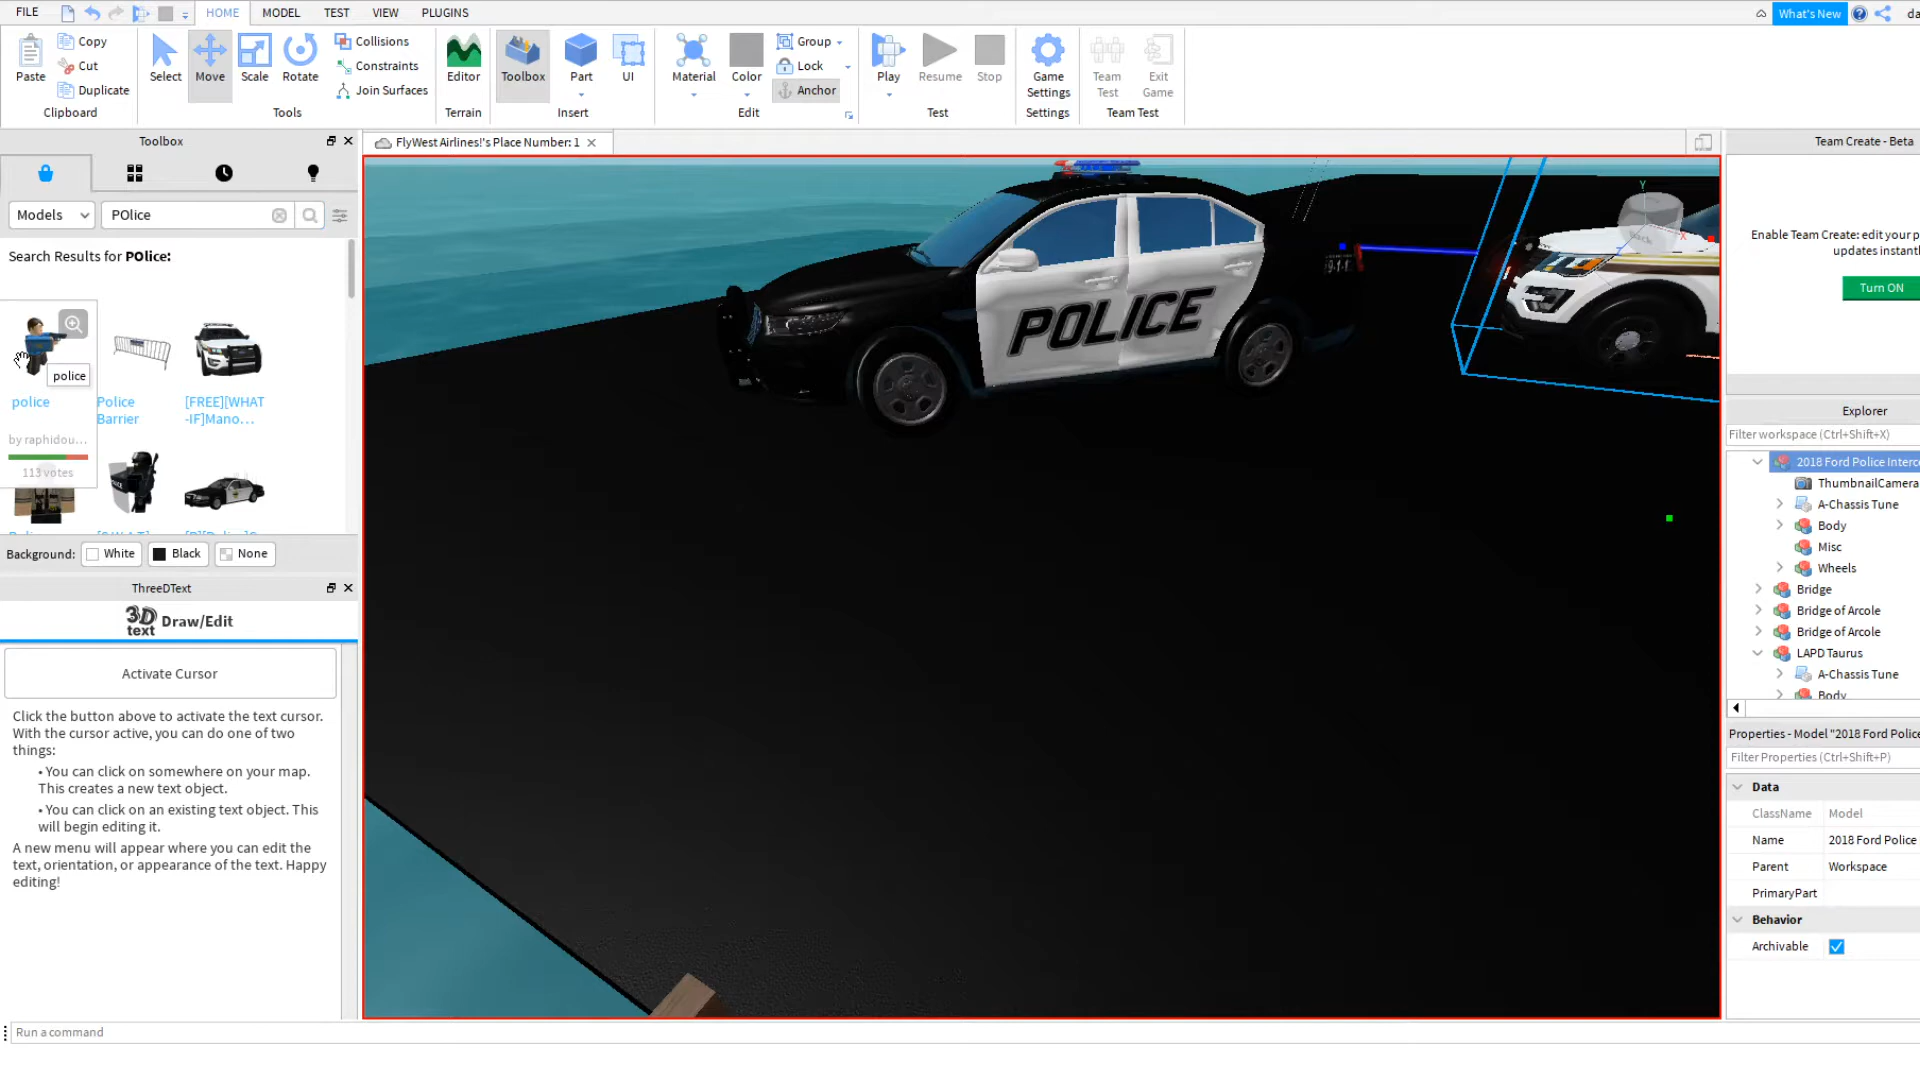 FILE
HOME
MODEL
TEST
VIEW
PLUGINS
What's New
da
Paste
Copy
Cut
Duplicate
Clipboard
Select
Move
Scale
Rotate
Collisions
Constraints
Join Surfaces
Tools
Editor
Terrain
Toolbox
Part
UI
Insert
Material
Color
Group
Lock
Anchor
Edit
Play
Resume
Stop
Test
Game
Settings
Settings
Team
Test
Exit
Game
Team Test
Toolbox
Models
POlice
Search Results for POlice:
police
police
by raphidou...
113 votes
Police
Barrier
[FREE][WHAT
-IF]Mano...
Background:
White
Black
None
ThreeDText
3D
text
Draw/Edit
Activate Cursor
Click the button above to activate the text cursor.
With the cursor active, you can do one of two
things:
• You can click on somewhere on your map.
This creates a new text object.
• You can click on an existing text object. This
will begin editing it.
A new menu will appear where you can edit the
text, orientation, or appearance of the text. Happy
editing!
FlyWest Airlines!'s Place Number: 1
POLICE
9-1-1
Y
X
Back
Team Create - Beta
Enable Team Create: edit your p
updates instantl
Turn ON
Explorer
Filter workspace (Ctrl+Shift+X)
2018 Ford Police Interc
ThumbnailCamera
A-Chassis Tune
Body
Misc
Wheels
Bridge
Bridge of Arcole
Bridge of Arcole
LAPD Taurus
A-Chassis Tune
Body
Properties - Model "2018 Ford Police
Filter Properties (Ctrl+Shift+P)
Data
ClassName Model
Name 2018 Ford Police
Parent Workspace
PrimaryPart
Behavior
Archivable
Run a command